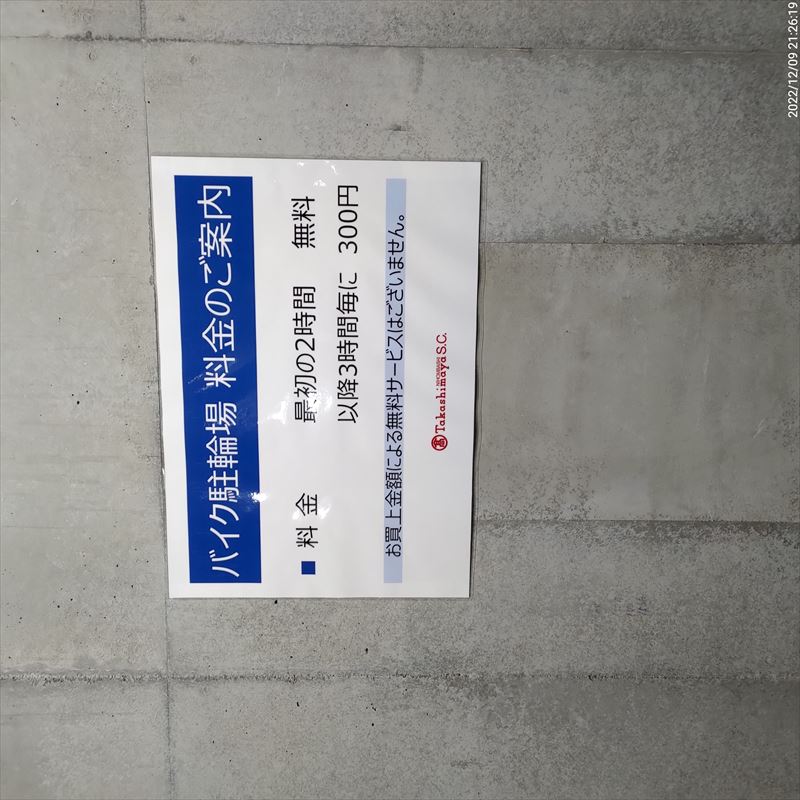 バイク駐輪場 料金のご案内
■ 料 金 最初の2時間 無料
以降3時間毎に 300円
お買上金額による無料サービスはございません。
髙 Takashimaya NIHOMBASHI S.C.
2022/12/09 21:26:19